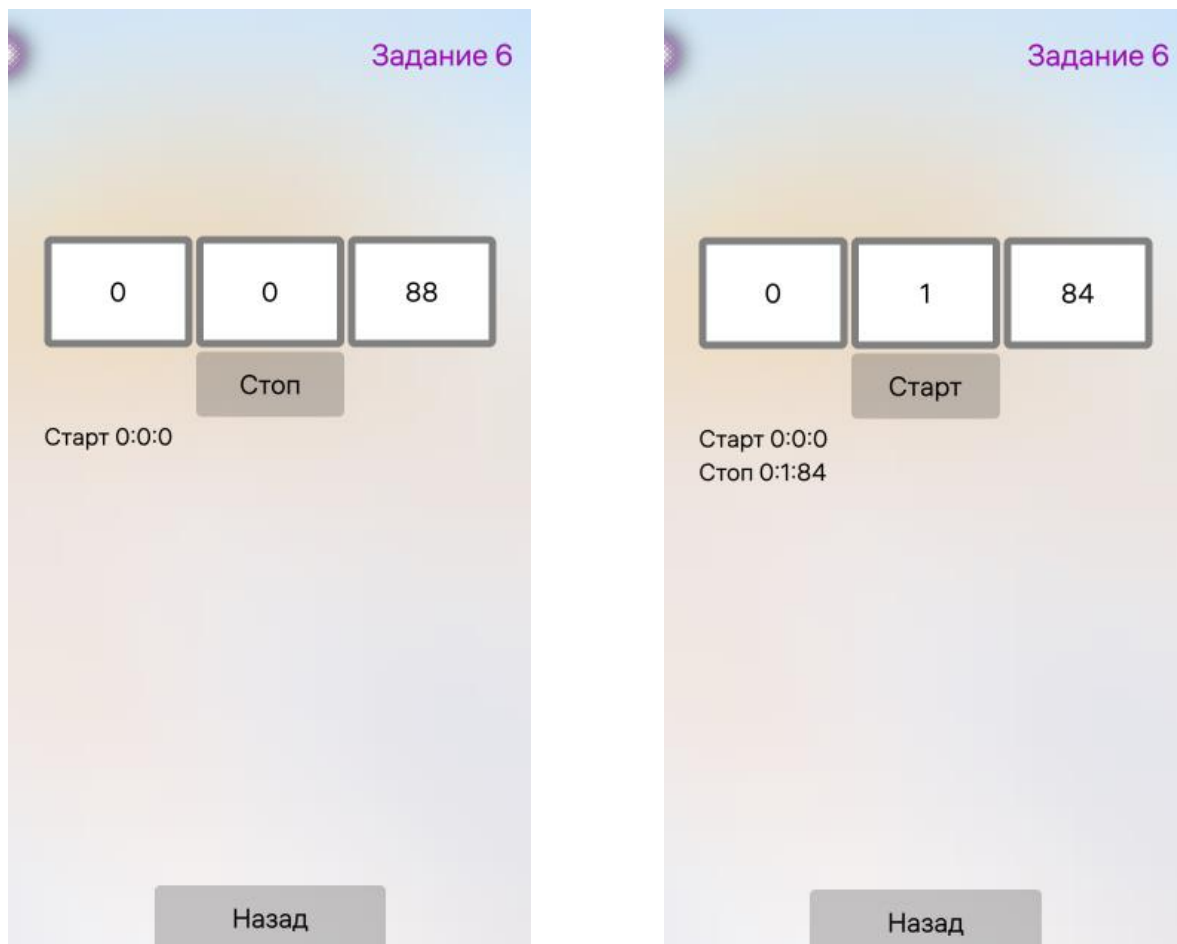 Задание 6
0 0 88
Стоп
Старт 0:0:0
Назад
Задание 6
0 1 84
Старт
Старт 0:0:0
Стоп 0:1:84
Назад